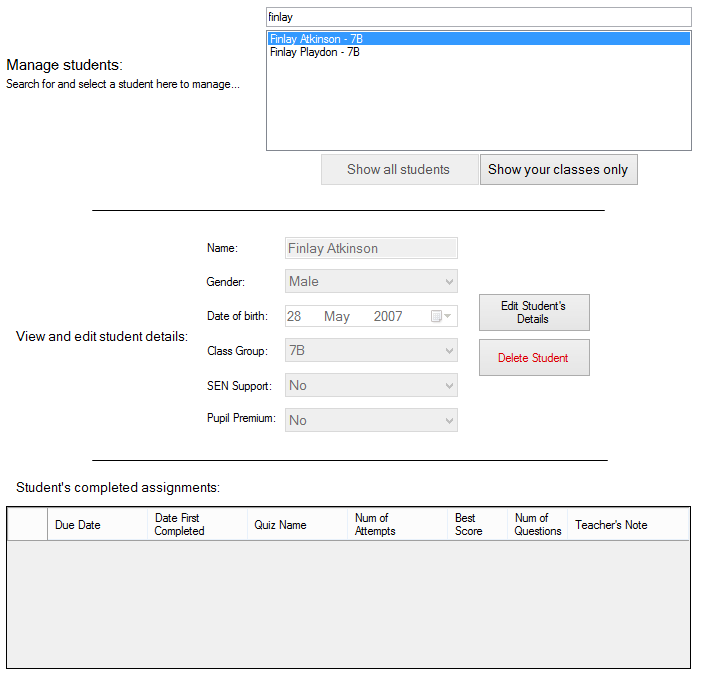 finlay
Finlay Atkinson - 7B
Finlay Playdon - 7B
Manage students:
Search for and select a student here to manage...
Show all students
Show your classes only
Name:
Finlay Atkinson
Gender:
Male
Date of birth:
28 May 2007
Class Group:
7B
SEN Support:
No
Pupil Premium:
No
View and edit student details:
Edit Student's
Details
Delete Student
Student's completed assignments:
Due Date
Date First
Completed
Quiz Name
Num of
Attempts
Best
Score
Num of
Questions
Teacher's Note